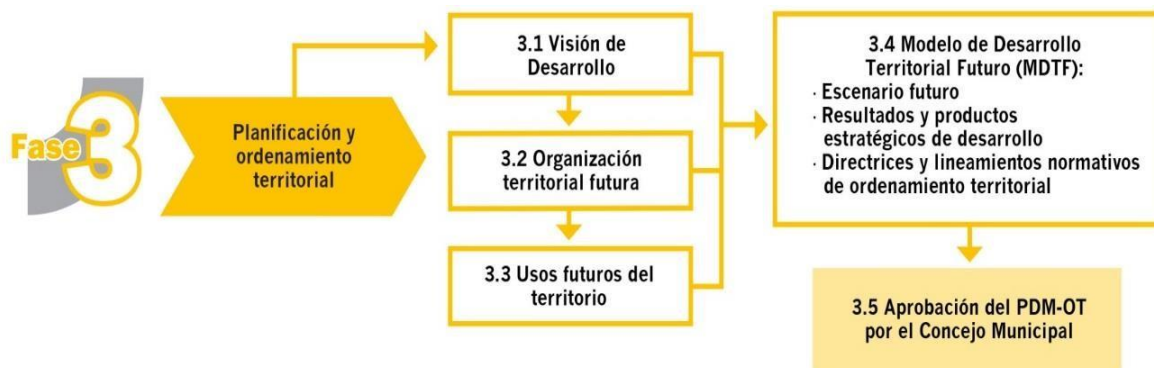 Fase 3
Planificación y
ordenamiento
territorial
3.1 Visión de
Desarrollo
3.2 Organización
territorial futura
3.3 Usos futuros del
territorio
3.4 Modelo de Desarrollo
Territorial Futuro (MDTF):
· Escenario futuro
· Resultados y productos
estratégicos de desarrollo
· Directrices y lineamientos normativos
de ordenamiento territorial
3.5 Aprobación del PDM-OT
por el Concejo Municipal